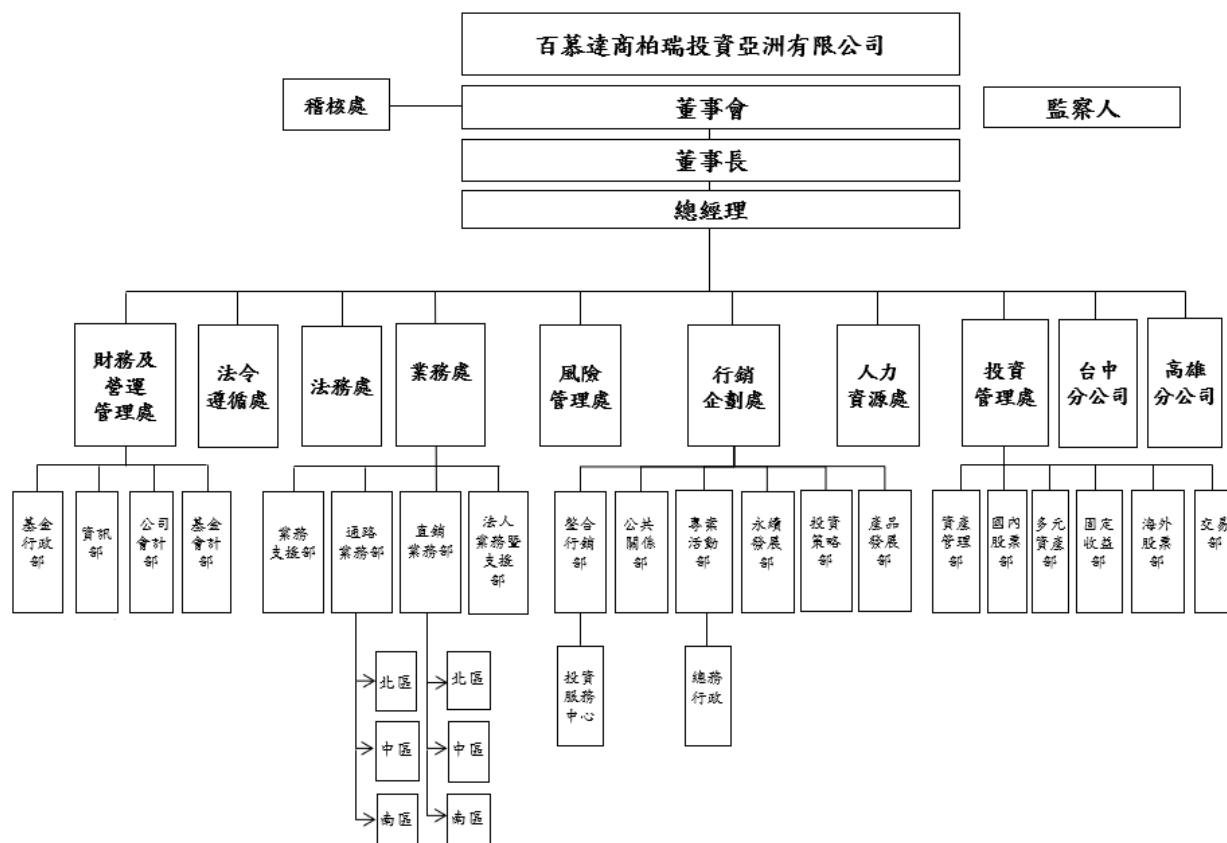 百慕達商柏瑞投資亞洲有限公司
稽核處
董事會
監察人
董事長
總經理
財務及
營運
管理處
法令
遵循處
法務處
業務處
風險
管理處
行銷
企劃處
人力
資源處
投資
管理處
台中
分公司
高雄
分公司
基金
行政
部
資訊
部
公司
會計
部
基金
會計
部
業務
支援部
通路
業務部
直銷
業務部
法人
業務暨
支援
部
整合
行銷
部
公共
關係
部
專案
活動
部
永續
發展
部
投資
策略
部
產品
發展
部
資產
管理
部
國內
股票
部
多元
資產
部
固定
收益
部
海外
股票
部
交易
部
北區
中區
南區
北區
中區
南區
投資
服務
中心
總務
行政